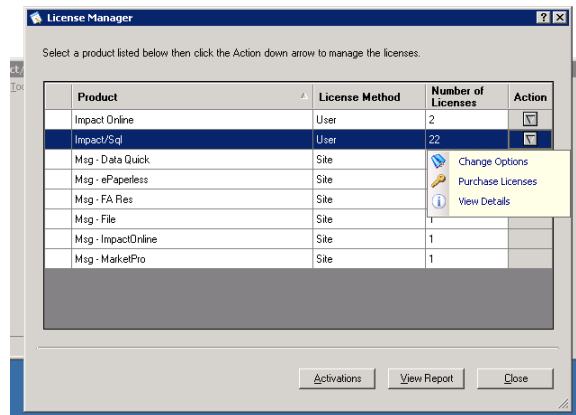 License Manager
Select a product listed below then click the Action down arrow to manage the licenses.
Product License Method Number of Licenses Action
Impact Online User 2
Impact/Sql User 22
Msg - Data Quick Site
Change Options
Msg - ePaperless Site
Purchase Licenses
Msg - FA Res Site
View Details
Msg - File Site 1
Msg - ImpactOnline Site 1
Msg - MarketPro Site 1
Activations View Report Close